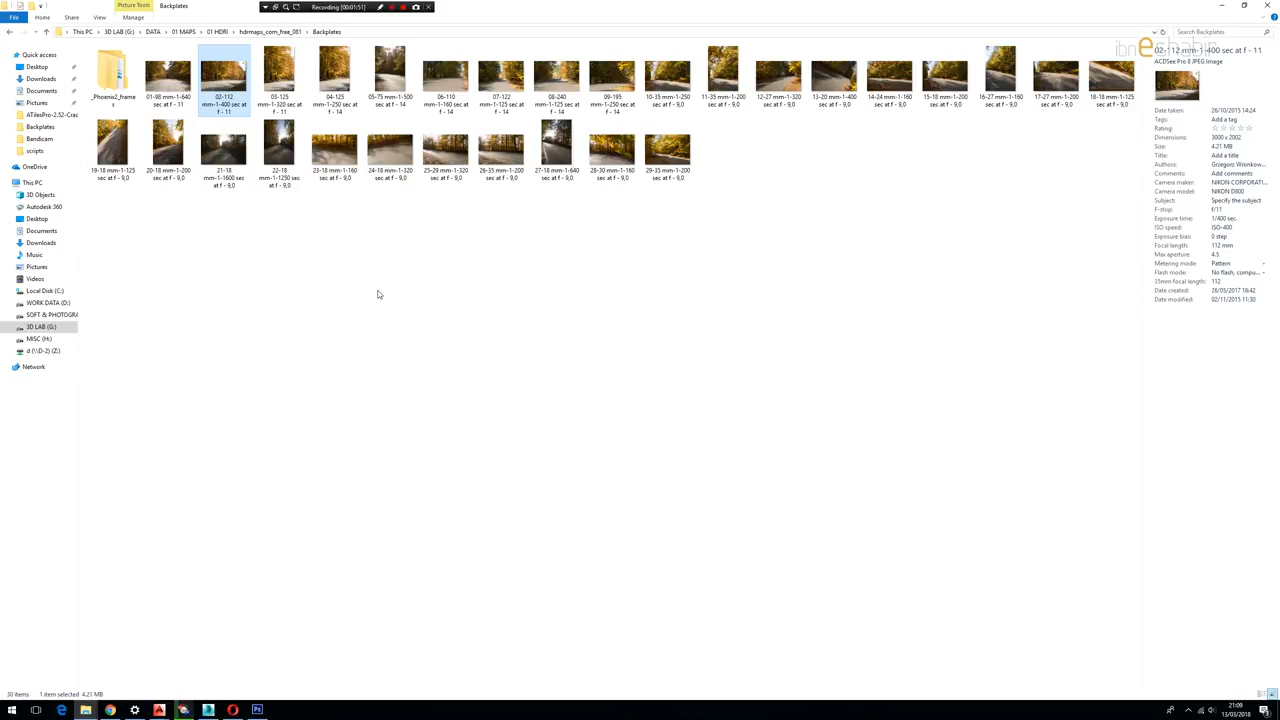 Picture Tools Backplates
Recording [00:01:51]
File Home Share View Manage
This PC 3D LAB (G:) DATA 01 MAPS 01 HDRI hdrmaps_com_free_081 Backplates
Search Backplates
Quick access
Desktop
Downloads
Documents
Pictures
ATilesPro-2.52-Crac
Backplates
Bandicam
scripts
OneDrive
This PC
3D Objects
Autodesk 360
Desktop
Documents
Downloads
Music
Pictures
Videos
Local Disk (C:)
WORK DATA (D:)
SOFT & PHOTOGRA
3D LAB (G:)
MISC (H:)
d (\\D-2) (Z:)
Network
_Phoenix2_frames
01-98 mm-1-640 sec at f - 11
02-112 mm-1-400 sec at f - 11
03-125 mm-1-320 sec at f - 11
04-125 mm-1-250 sec at f - 14
05-75 mm-1-500 sec at f - 14
06-110 mm-1-160 sec at f - 14
07-122 mm-1-125 sec at f - 14
08-240 mm-1-125 sec at f - 14
09-195 mm-1-250 sec at f - 14
10-35 mm-1-250 sec at f - 9,0
11-35 mm-1-200 sec at f - 9,0
12-27 mm-1-320 sec at f - 9,0
13-20 mm-1-400 sec at f - 9,0
14-24 mm-1-160 sec at f - 9,0
15-18 mm-1-200 sec at f - 9,0
16-27 mm-1-160 sec at f - 9,0
17-27 mm-1-200 sec at f - 9,0
18-18 mm-1-200 sec at f - 9,0
19-18 mm-1-125 sec at f - 9,0
20-18 mm-1-200 sec at f - 9,0
21-18 mm-1-1600 sec at f - 9,0
22-18 mm-1-1250 sec at f - 9,0
23-18 mm-1-160 sec at f - 9,0
24-18 mm-1-320 sec at f - 9,0
25-29 mm-1-320 sec at f - 9,0
26-35 mm-1-200 sec at f - 9,0
27-18 mm-1-640 sec at f - 9,0
28-30 mm-1-160 sec at f - 9,0
29-35 mm-1-200 sec at f - 9,0
02-112 mm-1-400 sec at f - 11
ACDSee Pro 8 JPEG Image
Date taken: 26/10/2015 14:24
Tags: Add a tag
Rating:
Dimensions: 3000 x 2002
Size: 4.21 MB
Title: Add a title
Authors: Grzegorz Wronkow...
Comments: Add comments
Camera maker: NIKON CORPORATI...
Camera model: NIKON D800
Subject: Specify the subject
F-stop: f/11
Exposure time: 1/400 sec.
ISO speed: ISO-400
Exposure bias: 0 step
Focal length: 112 mm
Max aperture: 4.5
Metering mode: Pattern
Flash mode: No flash, compu...
35mm focal length: 112
Date created: 26/05/2017 18:42
Date modified: 02/11/2015 11:30
30 items 1 item selected 4.21 MB
21:09
13/03/2018